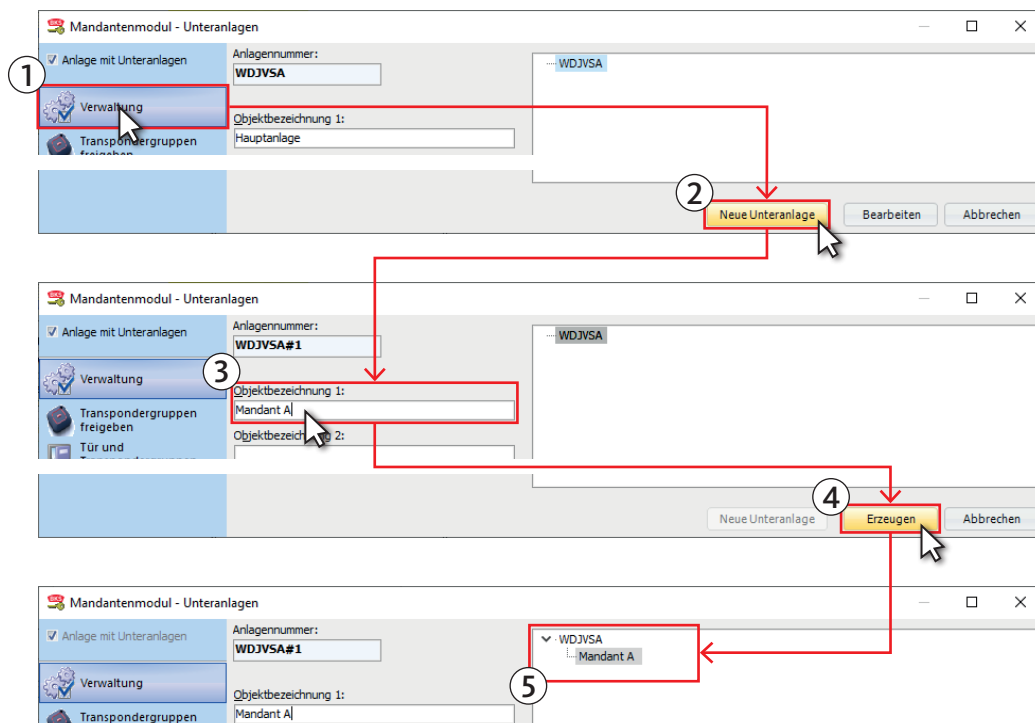 Mandantenmodul - Unteranlagen
Anlage mit Unteranlagen
Anlagennummer:
WDJVSA
WDJVSA
1
Verwaltung
Objektbezeichnung 1:
Hauptanlage
Transpondergruppen
freigeben
2
Neue Unteranlage
Bearbeiten
Abbrechen
Mandantenmodul - Unteranlagen
Anlage mit Unteranlagen
Anlagennummer:
WDJVSA#1
WDJVSA
Verwaltung
3
Objektbezeichnung 1:
Mandant A
Transpondergruppen
freigeben
Objektbezeichnung 2:
Tür und
4
Neue Unteranlage
Erzeugen
Abbrechen
Mandantenmodul - Unteranlagen
Anlage mit Unteranlagen
Anlagennummer:
WDJVSA#1
WDJVSA
Mandant A
5
Verwaltung
Objektbezeichnung 1:
Mandant A
Transpondergruppen